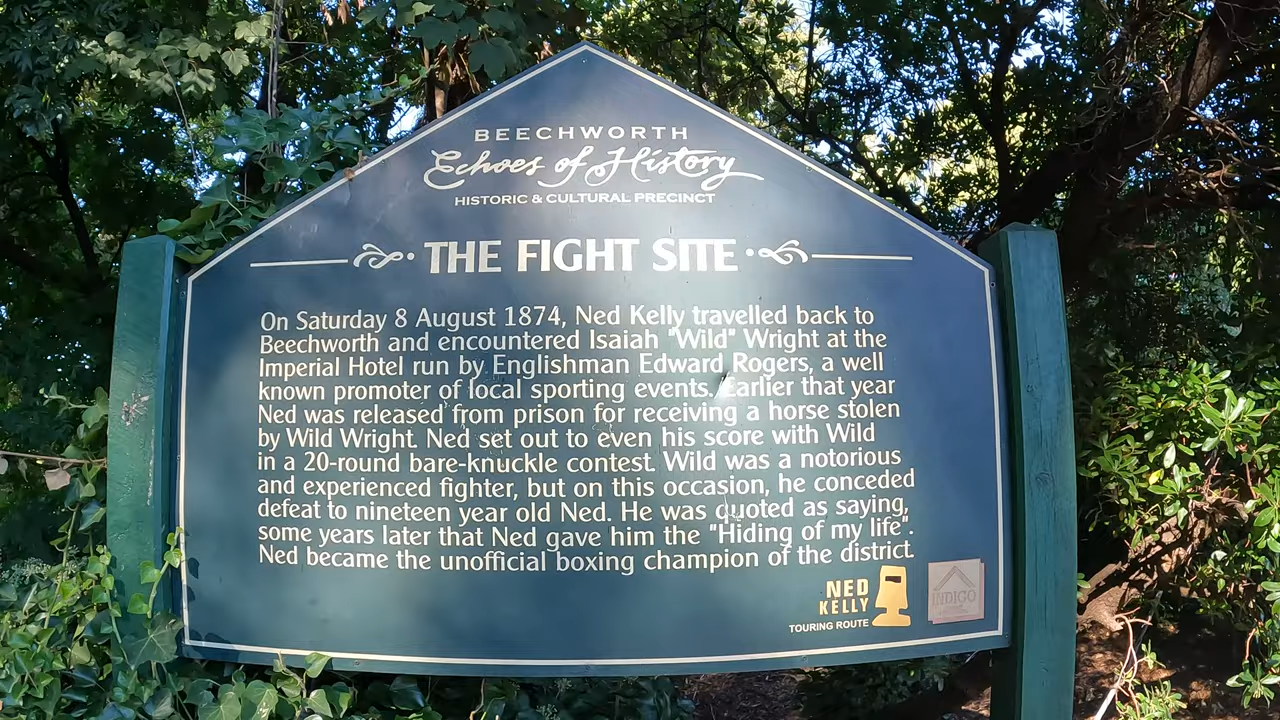 BEECHWORTH
Echoes of History
HISTORIC & CULTURAL PRECINCT
THE FIGHT SITE
On Saturday 8 August 1874, Ned Kelly travelled back to
Beechworth and encountered Isaiah "Wild" Wright at the
Imperial Hotel run by Englishman Edward Rogers, a well
known promoter of local sporting events. Earlier that year
Ned was released from prison for receiving a horse stolen
by Wild Wright. Ned set out to even his score with Wild
in a 20-round bare-knuckle contest. Wild was a notorious
and experienced fighter, but on this occasion, he conceded
defeat to nineteen year old Ned. He was quoted as saying,
some years later that Ned gave him the "Hiding of my life".
Ned became the unofficial boxing champion of the district.
NED
KELLY
TOURING ROUTE
INDIGO